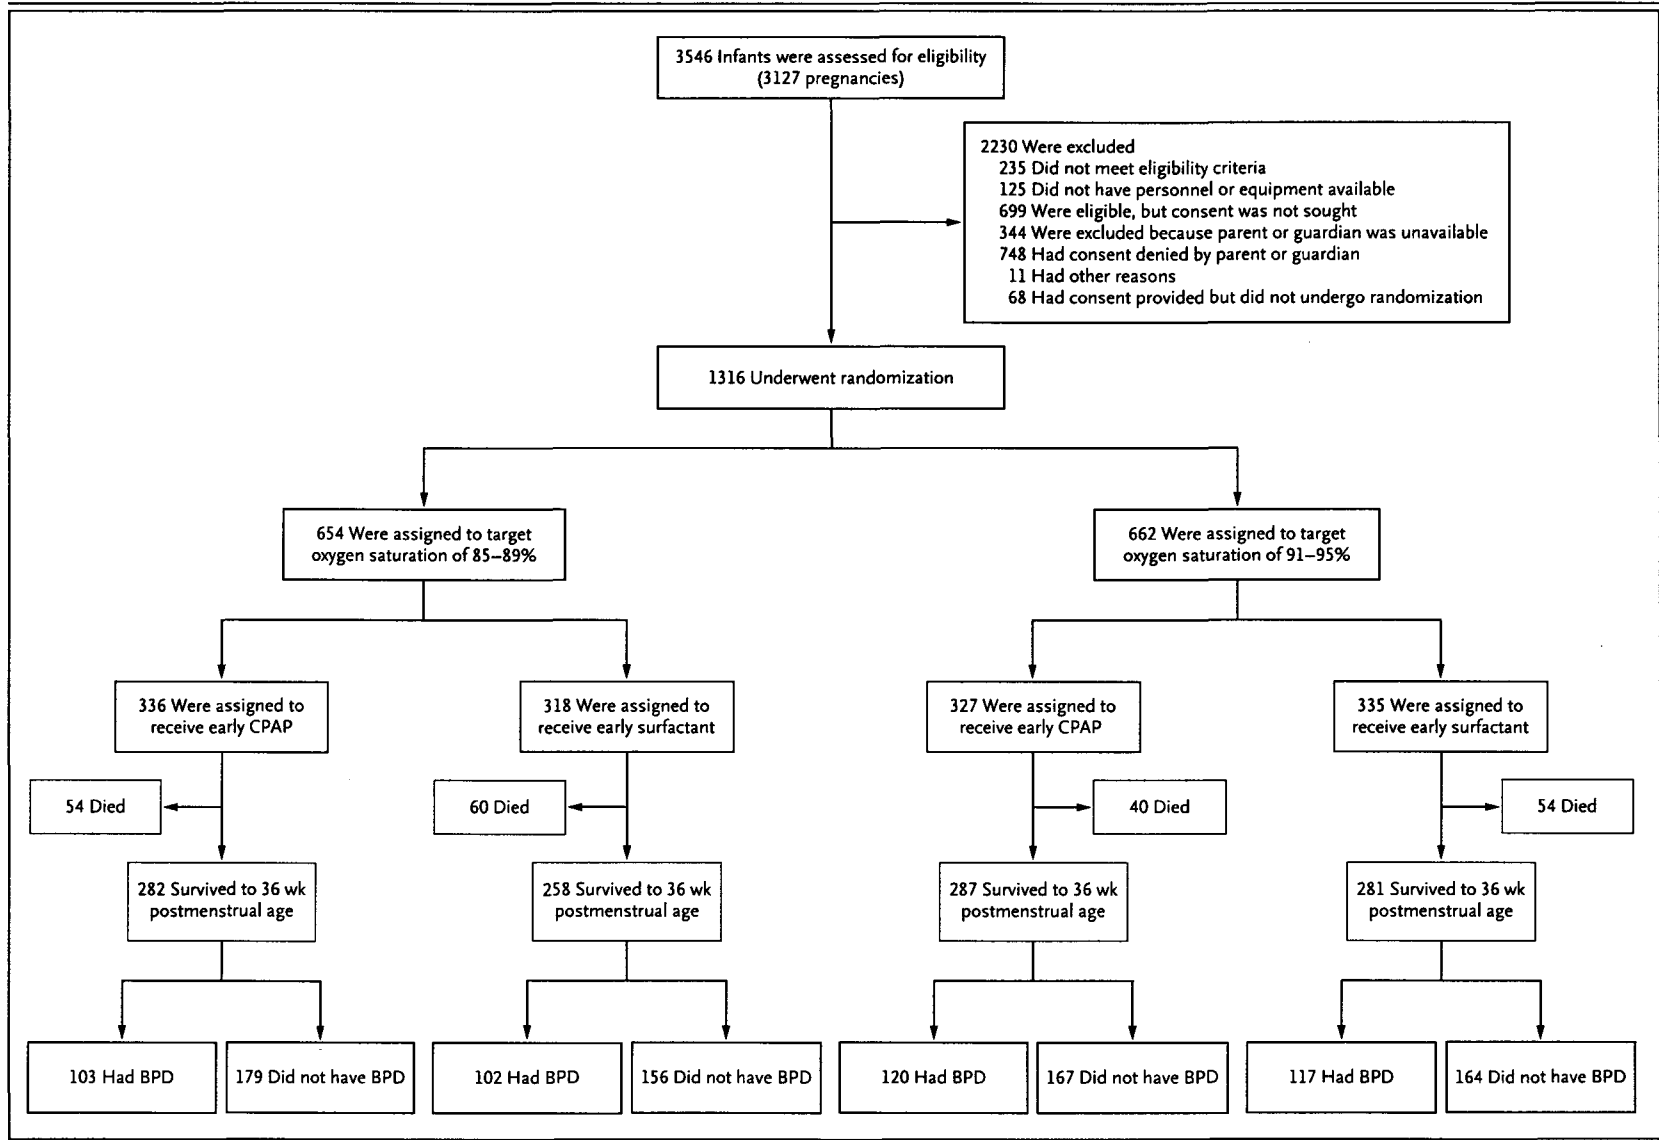 3546 Infants were assessed for eligibility
(3127 pregnancies)
2230 Were excluded
235 Did not meet eligibility criteria
125 Did not have personnel or equipment available
699 Were eligible, but consent was not sought
344 Were excluded because parent or guardian was unavailable
748 Had consent denied by parent or guardian
11 Had other reasons
68 Had consent provided but did not undergo randomization
1316 Underwent randomization
654 Were assigned to target
oxygen saturation of 85–89%
662 Were assigned to target
oxygen saturation of 91–95%
336 Were assigned to
receive early CPAP
318 Were assigned to
receive early surfactant
327 Were assigned to
receive early CPAP
335 Were assigned to
receive early surfactant
54 Died
60 Died
40 Died
54 Died
282 Survived to 36 wk
postmenstrual age
258 Survived to 36 wk
postmenstrual age
287 Survived to 36 wk
postmenstrual age
281 Survived to 36 wk
postmenstrual age
103 Had BPD
179 Did not have BPD
102 Had BPD
156 Did not have BPD
120 Had BPD
167 Did not have BPD
117 Had BPD
164 Did not have BPD